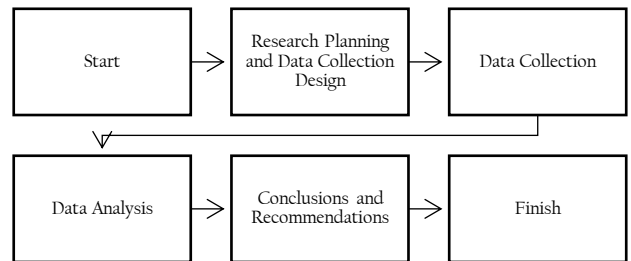 Start
Research Planning
and Data Collection
Design
Data Collection
Data Analysis
Conclusions and
Recommendations
Finish